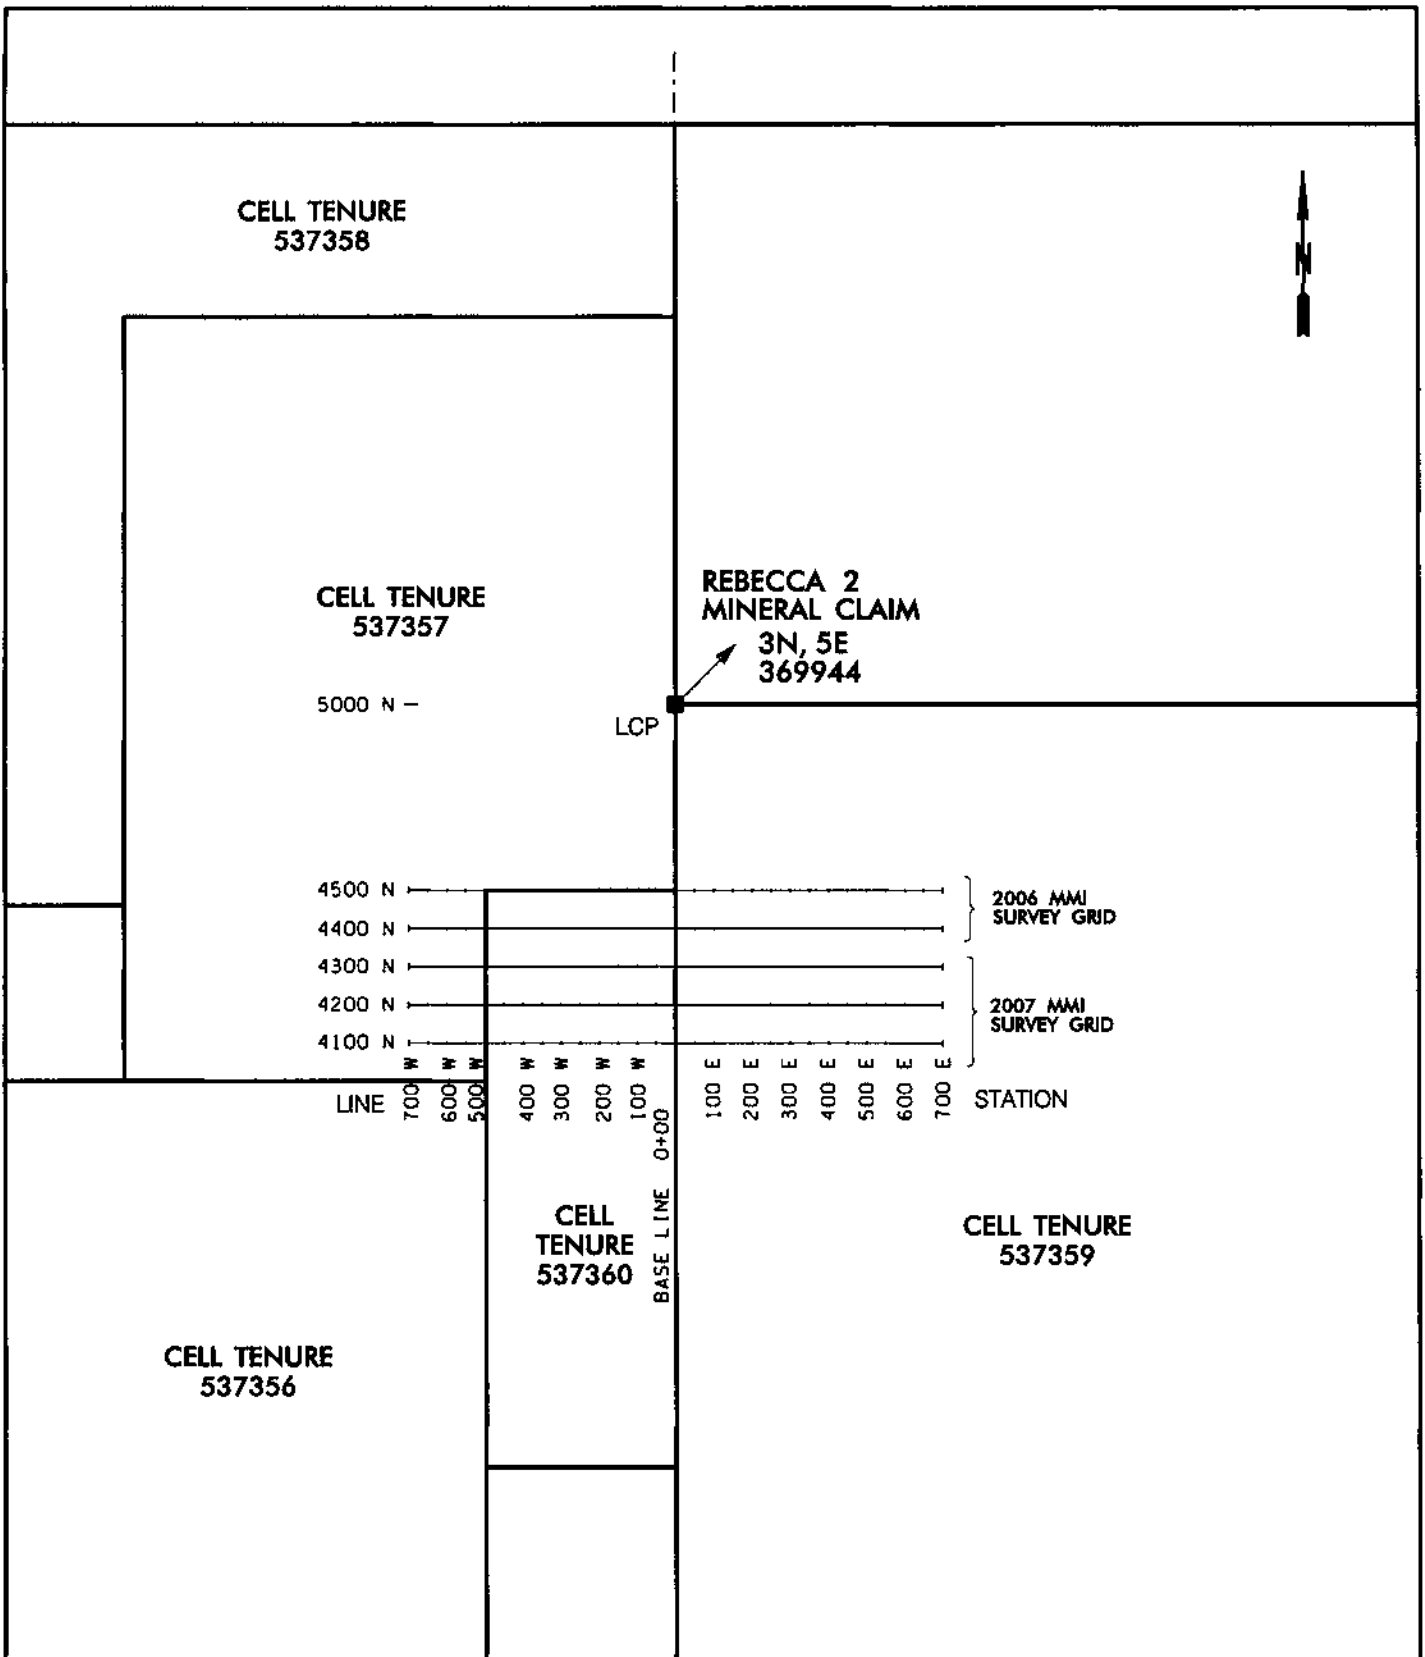 CELL TENURE
537358
N
CELL TENURE
537357
REBECCA 2
MINERAL CLAIM
3N, 5E
369944
5000 N
LCP
4500 N
4400 N
4300 N
4200 N
4100 N
2006 MMI
SURVEY GRID
2007 MMI
SURVEY GRID
LINE
700 W
600 W
500 W
400 W
300 W
200 W
100 W
BASE LINE 0+00
100 E
200 E
300 E
400 E
500 E
600 E
700 E
STATION
CELL
TENURE
537360
CELL TENURE
537359
CELL TENURE
537356